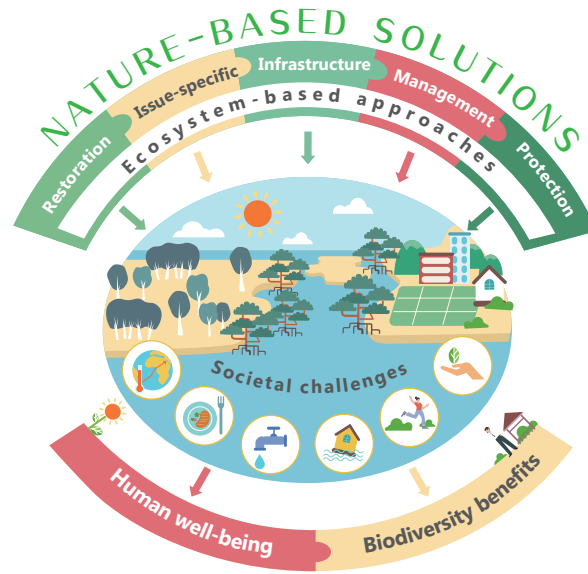 NATURE-BASED SOLUTIONS
Restoration
Issue-specific
Infrastructure
Management
Protection
Ecosystem-based approaches
Societal challenges
Human well-being
Biodiversity benefits